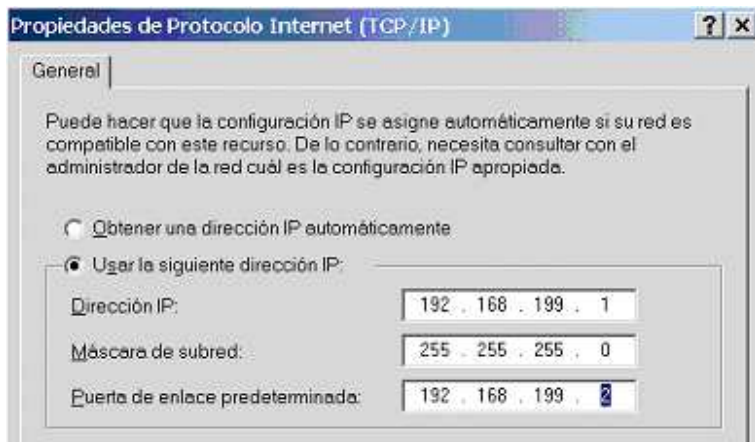 Propiedades de Protocolo Internet (TCP/IP)
General
Puede hacer que la configuración IP se asigne automáticamente si su red es
compatible con este recurso. De lo contrario, necesita consultar con el
administrador de la red cuál es la configuración IP apropiada.
Obtener una dirección IP automáticamente
Usar la siguiente dirección IP:
Dirección IP: 192 . 168 . 199 . 1
Máscara de subred: 255 . 255 . 255 . 0
Puerta de enlace predeterminada: 192 . 168 . 199 . 2